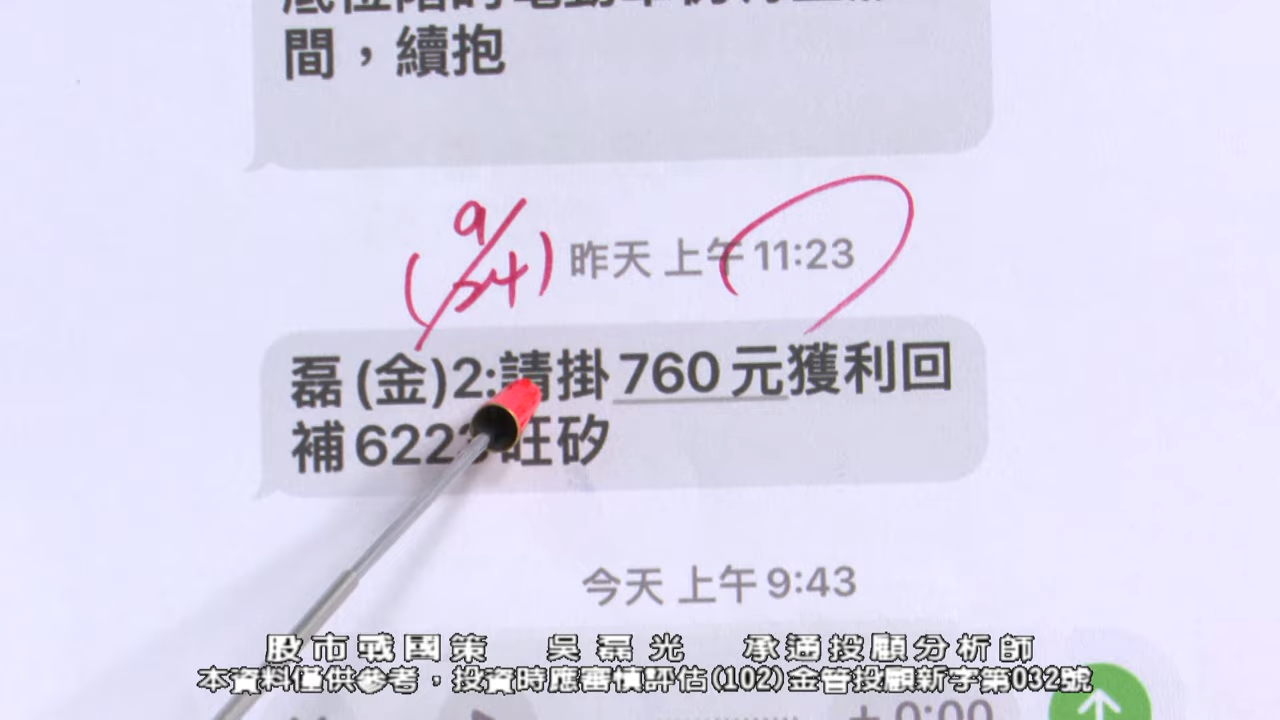 間，續抱
(9/24)
昨天 上午 11:23
磊(金)2:請掛 760 元獲利回
補 6223 旺矽
今天 上午 9:43
股市戰國策 吳磊光 承通投顧分析師
本資料僅供參考，投資時應審慎評估(102)金管投顧新字第032號
+ 0:00